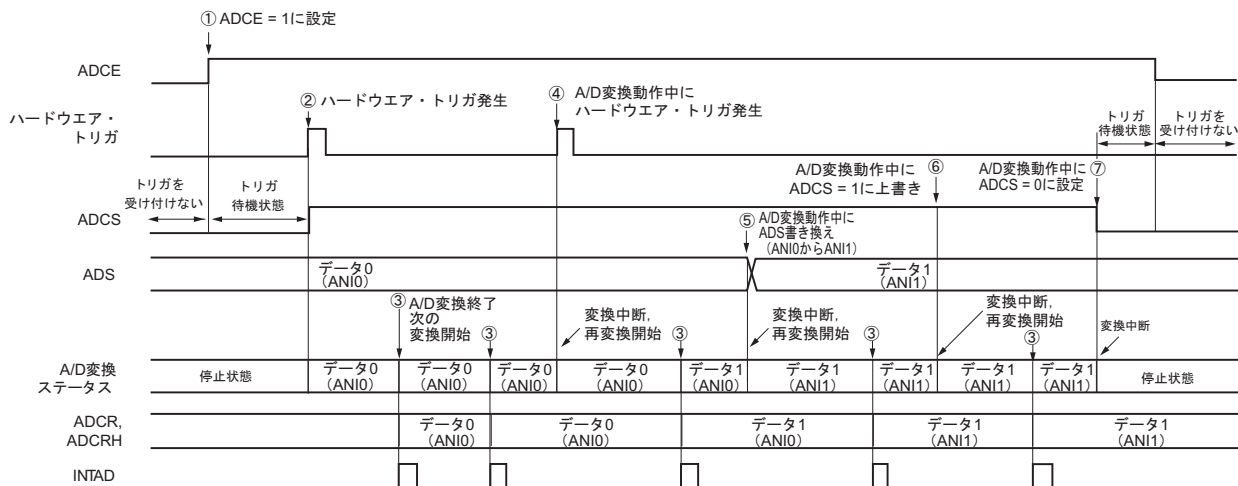 ① ADCE = 1に設定
ADCE
② ハードウエア・トリガ発生
④ A/D変換動作中に
ハードウエア・トリガ発生
ハードウエア・
トリガ
トリガ
待機状態
トリガを
受け付けない
A/D変換動作中に ⑥
ADCS = 1に上書き
A/D変換動作中に
ADCS = 0に設定 ⑦
トリガを
受け付けない
トリガ
待機状態
ADCS
⑤ A/D変換動作中に
ADS書き換え
(ANI0からANI1)
ADS
データ0
(ANI0)
データ1
(ANI1)
③ A/D変換終了
次の
変換開始
③
変換中断,
再変換開始
③
変換中断,
再変換開始
③
変換中断,
再変換開始
③
変換中断
A/D変換
ステータス
停止状態
データ0
(ANI0)
データ0
(ANI0)
データ0
(ANI0)
データ0
(ANI0)
データ1
(ANI0)
データ1
(ANI1)
データ1
(ANI1)
データ1
(ANI1)
データ1
(ANI1)
停止状態
ADCR,
ADCRH
データ0
(ANI0)
データ0
(ANI0)
データ1
(ANI0)
データ1
(ANI1)
データ1
(ANI1)
INTAD